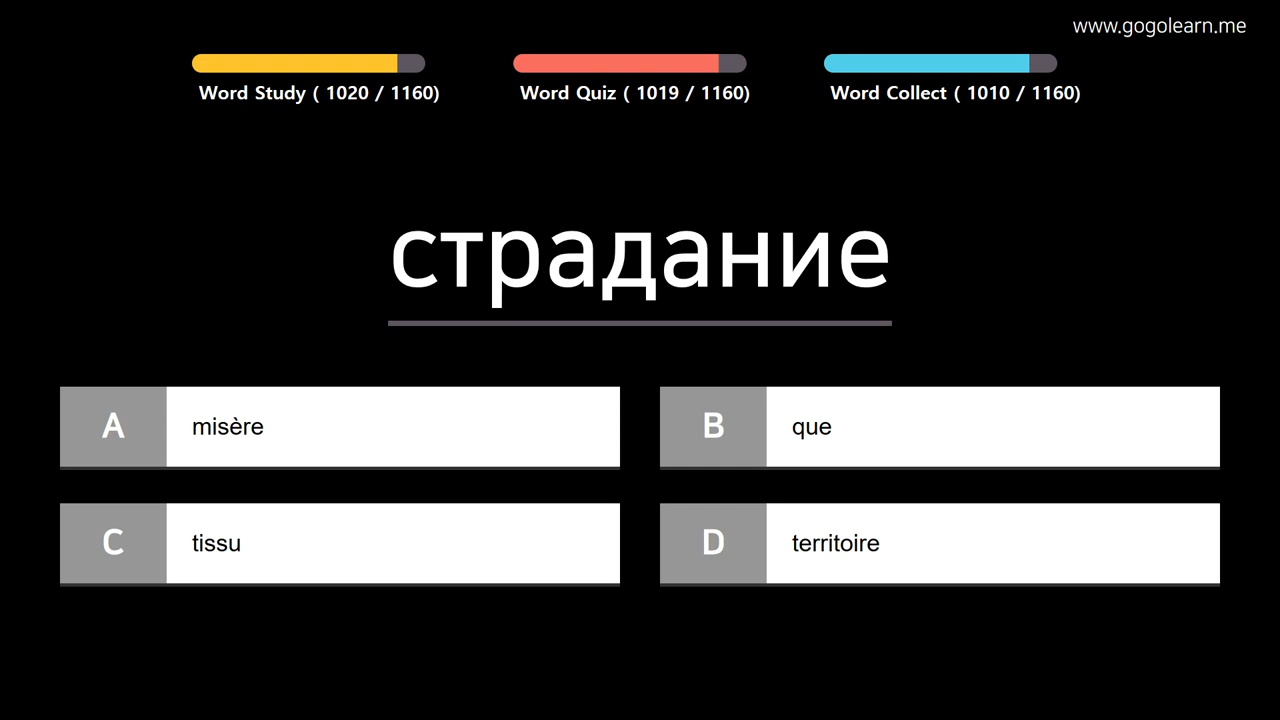 www.gogolearn.me
Word Study ( 1020 / 1160)
Word Quiz ( 1019 / 1160)
Word Collect ( 1010 / 1160)
страдание
A misère
B que
C tissu
D territoire